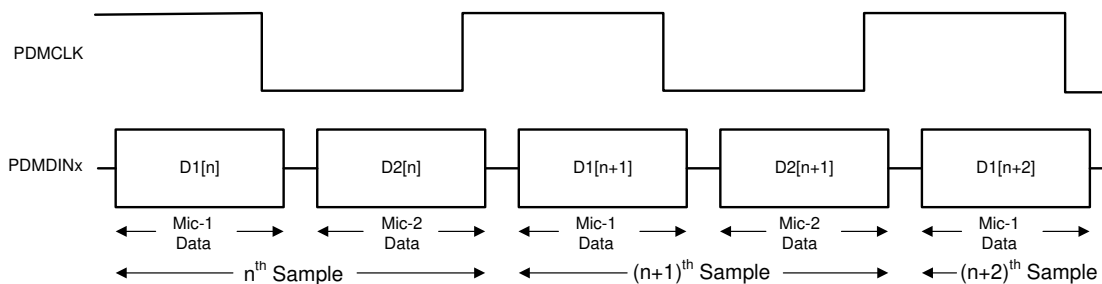 PDMCLK
PDMDINx
D1[n]
D2[n]
D1[n+1]
D2[n+1]
D1[n+2]
Mic-1
Data
Mic-2
Data
Mic-1
Data
Mic-2
Data
Mic-1
Data
nth Sample
(n+1)th Sample
(n+2)th Sample